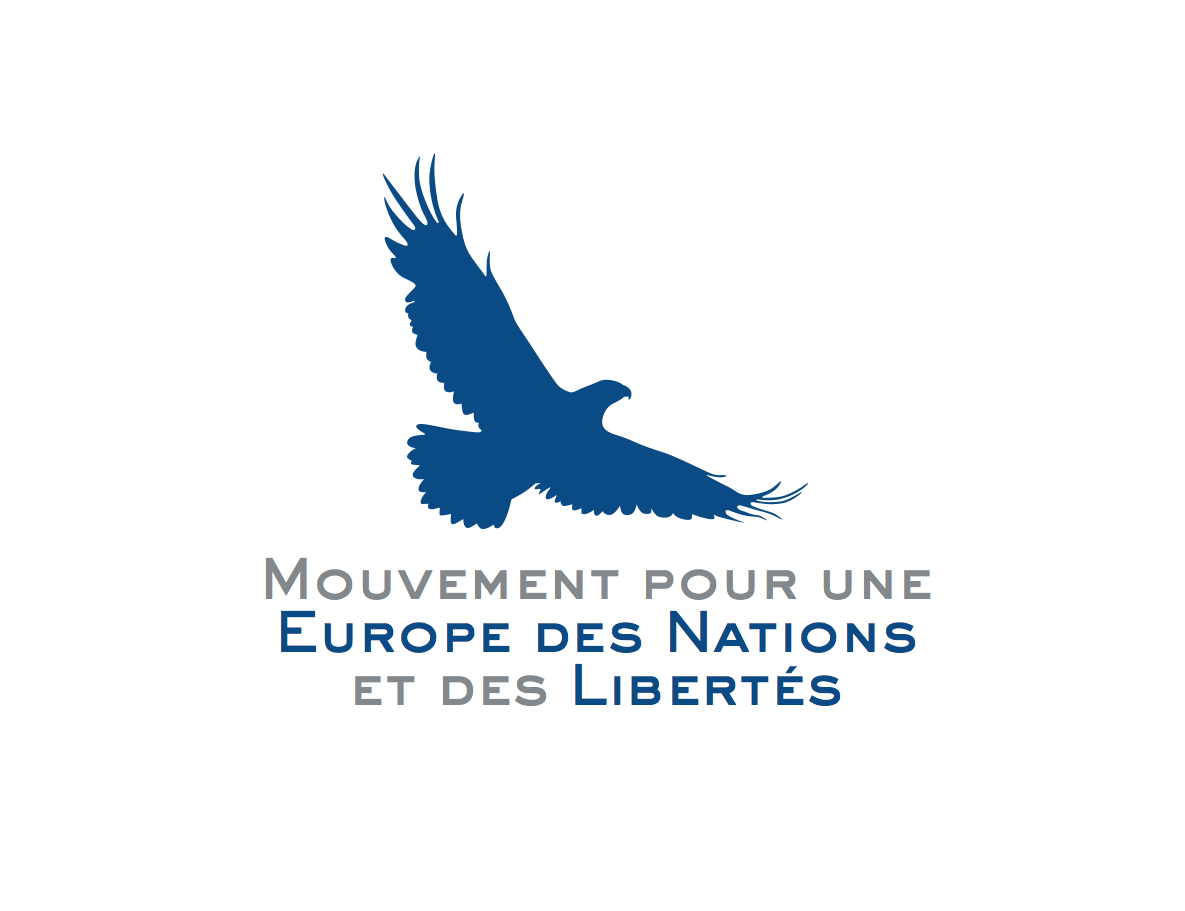 Mouvement pour une
Europe des Nations
et des Libertés